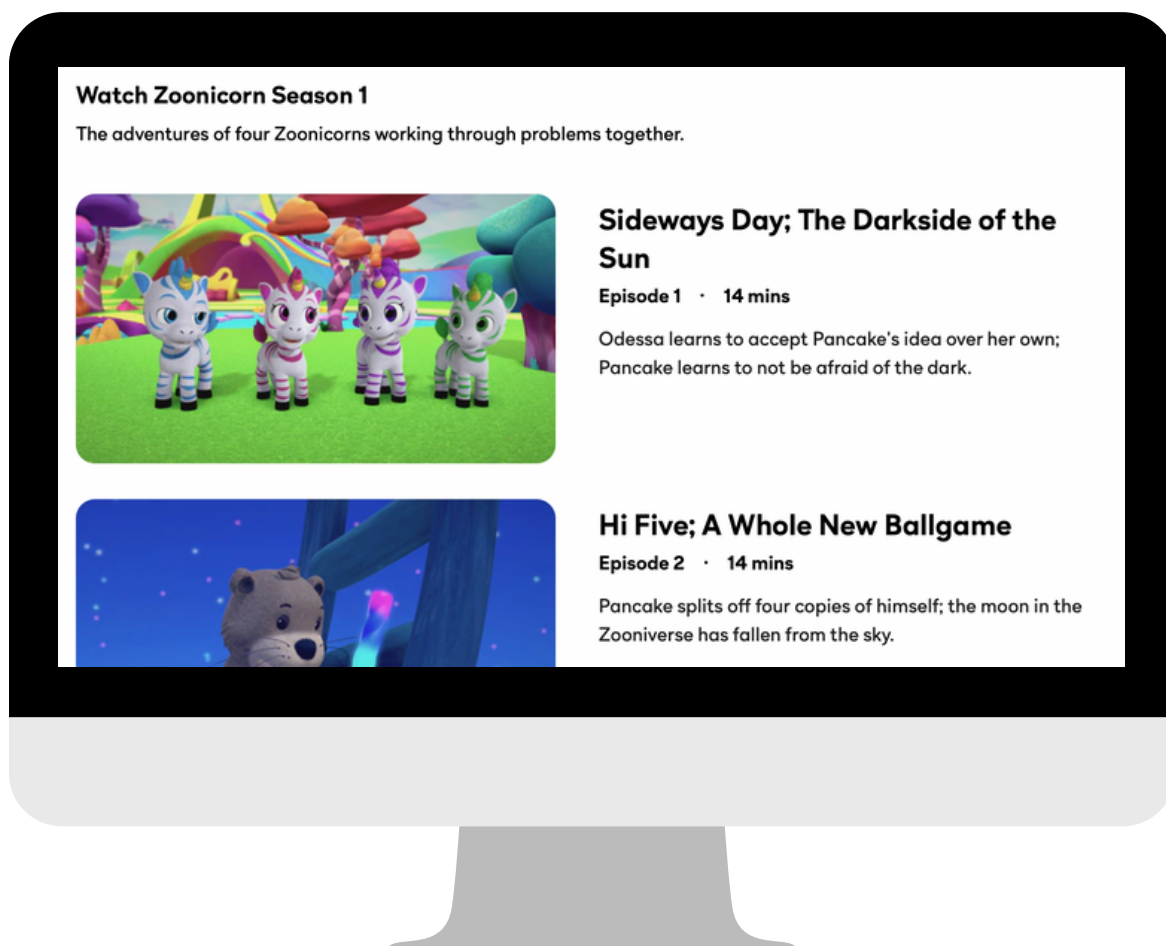 Watch Zoonicorn Season 1
The adventures of four Zoonicorns working through problems together.
Sideways Day; The Darkside of the
Sun
Episode 1 · 14 mins
Odessa learns to accept Pancake's idea over her own;
Pancake learns to not be afraid of the dark.
Hi Five; A Whole New Ballgame
Episode 2 · 14 mins
Pancake splits off four copies of himself; the moon in the
Zooniverse has fallen from the sky.